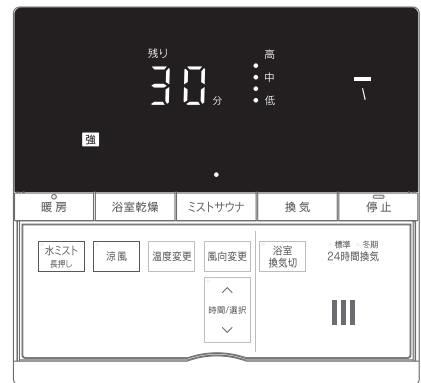 残り
30分
高
中
低
強
暖房
浴室乾燥
ミストサウナ
換気
停止
水ミスト
長押し
涼風
温度変更
風向変更
浴室
換気切
標準 冬期
24時間換気
時間/選択